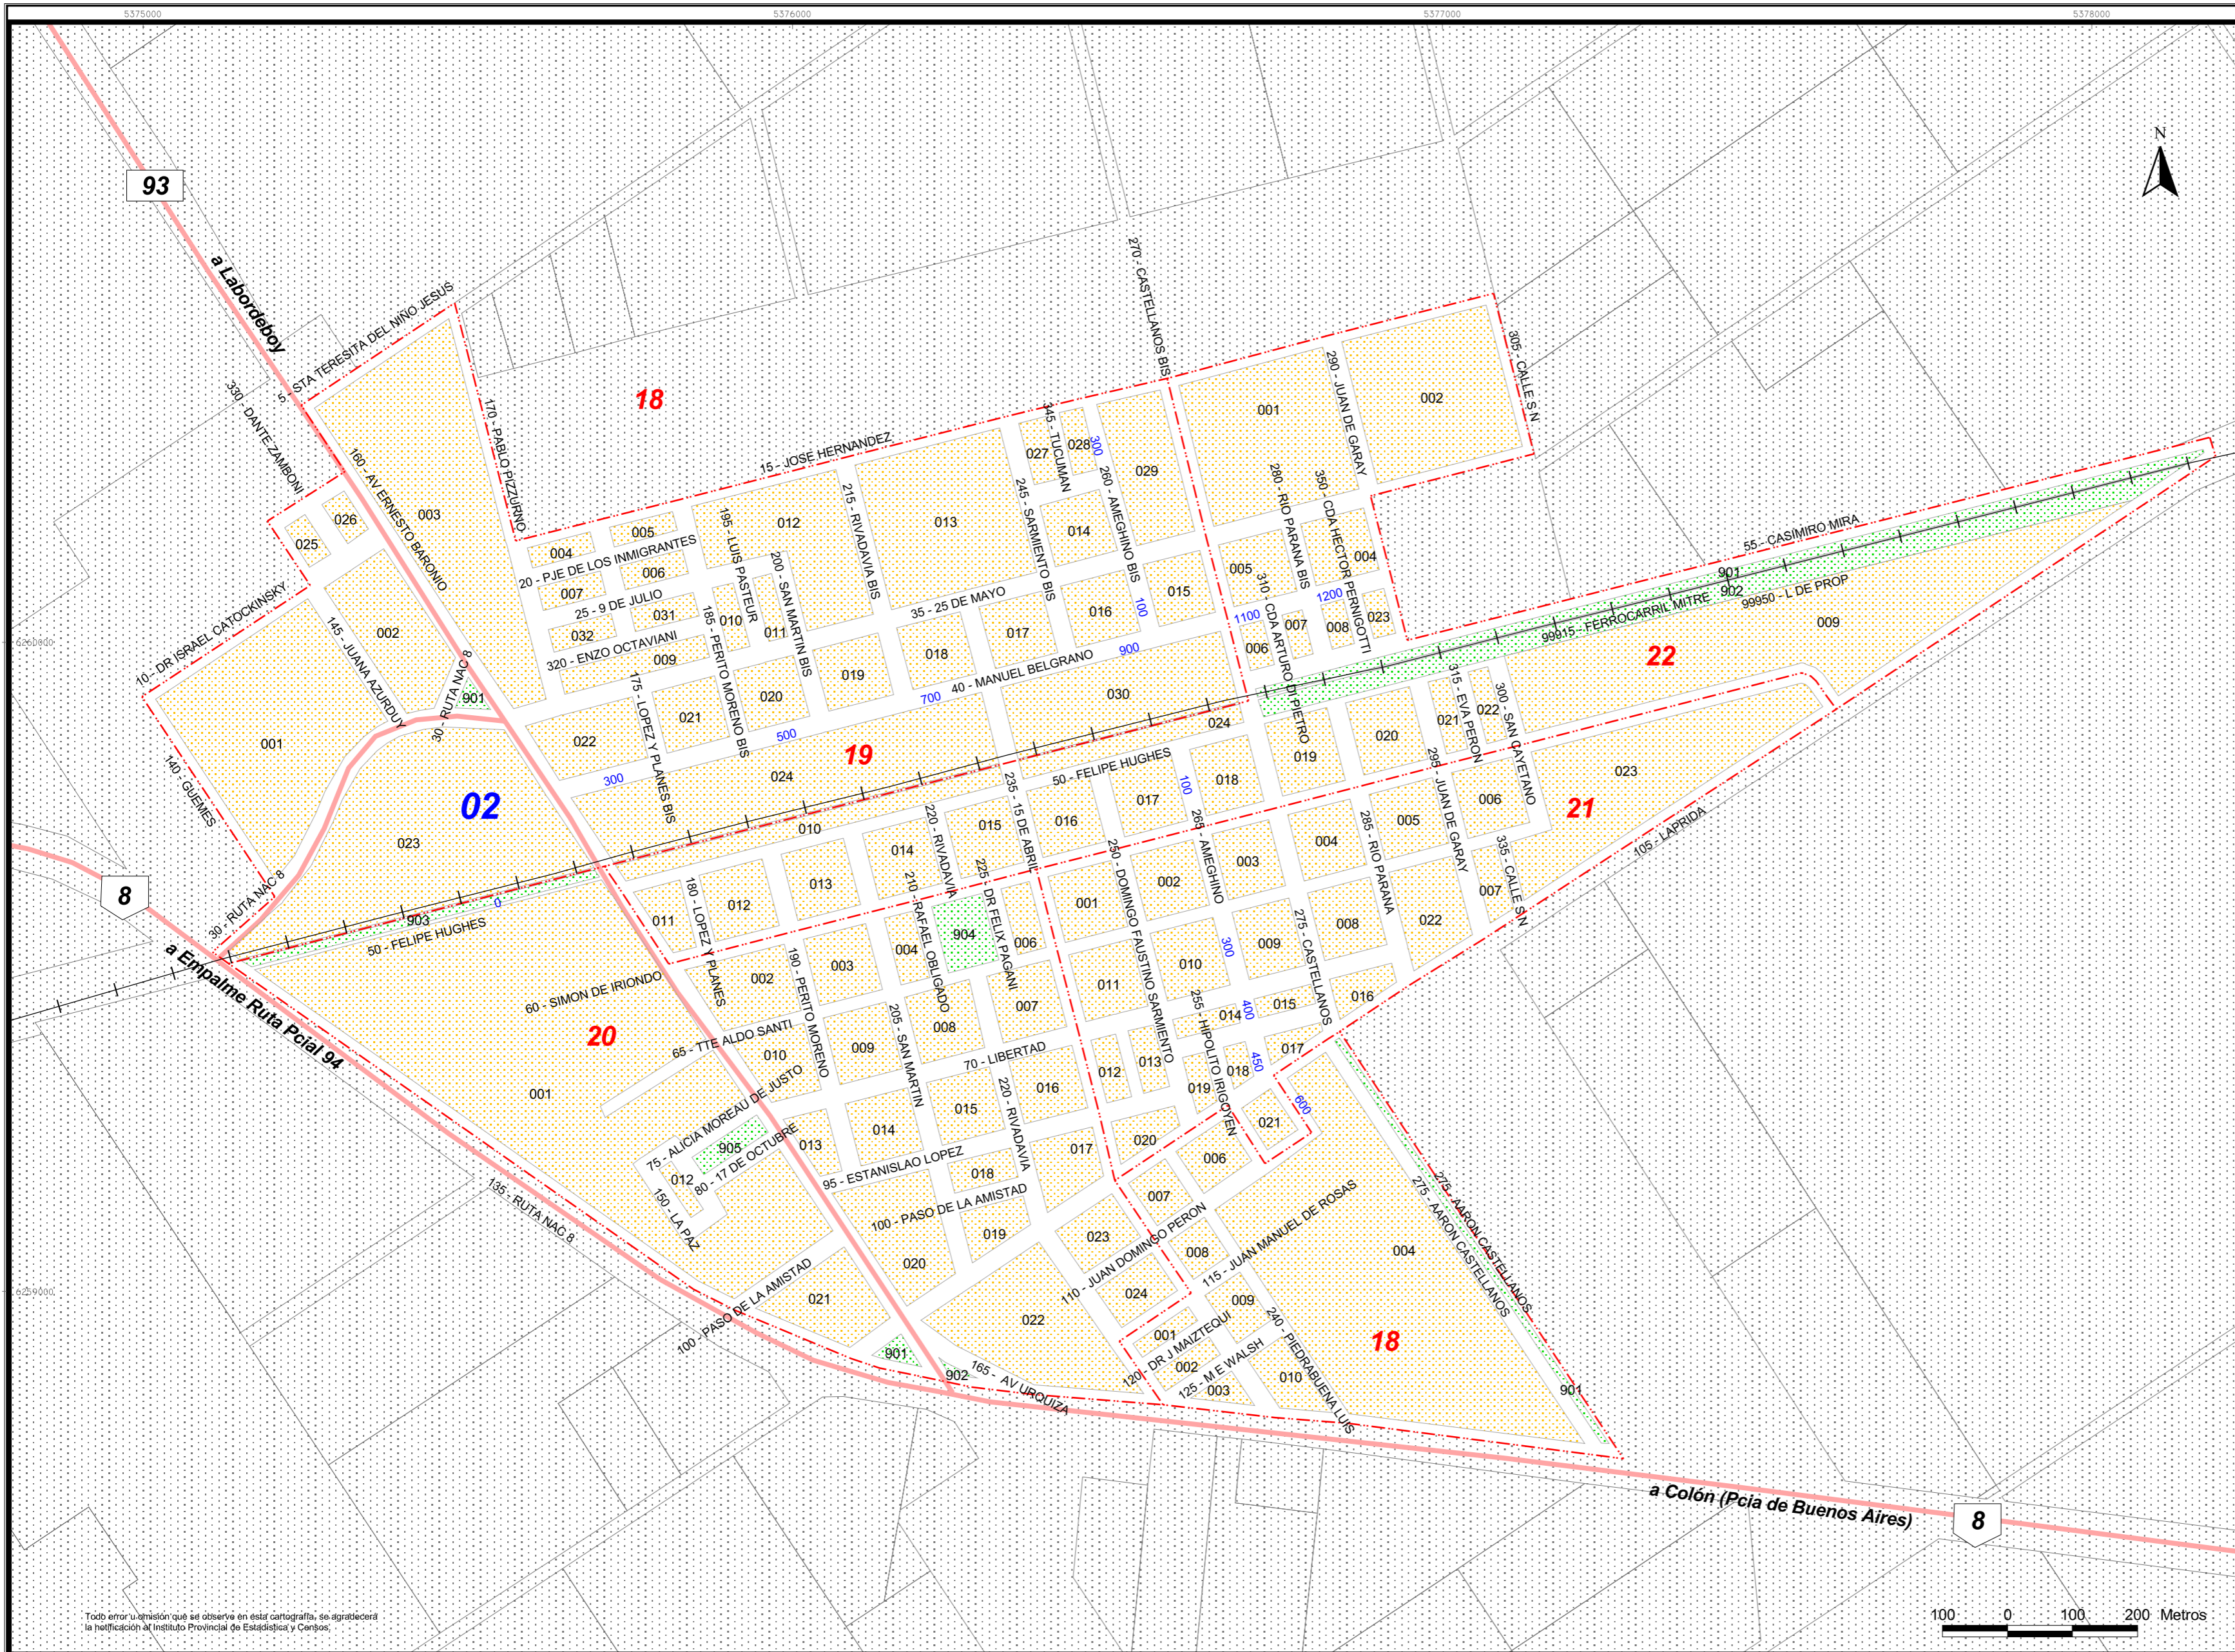 5375000
5376000
5377000
5378000
N
93
a Labordeboy
5 - STA TERESITA DEL NIÑO JESUS
330 - DANTE ZAMBONI
160 - AV ERNESTO BARONIO
170 - PABLO PIZZURNO
18
270 - CASTELLANOS BIS
305 - CALLE S N
290 - JUAN DE GARAY
001
002
15 - JOSE HERNANDEZ
345 - TUCUMAN
027
028
300
029
260 - AMEGHINO BIS
245 - SARMIENTO BIS
280 - RIO PARANA BIS
350 - CDA HECTOR PERNIGOTTI
003
026
025
004
005
195 - LUIS PASTEUR
012
215 - RIVADAVIA BIS
013
014
20 - PJE DE LOS INMIGRANTES
200 - SAN MARTIN BIS
006
007
25 - 9 DE JULIO
031
032
320 - ENZO OCTAVIANI
185 - PERITO MORENO BIS
010
011
009
35 - 25 DE MAYO
015
016
100
017
018
019
020
005
004
310 - CDA ARTURO DI PIETRO
1200
1100
007
008
023
006
55 - CASIMIRO MIRA
901
902
99950 - L DE PROP
99915 - FERROCARRIL MITRE
009
22
6260000
10 - DR ISRAEL CATOCKINSKY
145 - JUANA AZURDUY
002
30 - RUTA NAC 8
901
001
140 - GUEMES
022
175 - LOPEZ Y PLANES BIS
021
40 - MANUEL BELGRANO
900
700
500
300
030
024
19
024
02
023
50 - FELIPE HUGHES
235 - 15 DE ABRIL
100
018
019
020
021
315 - EVA PERON
022
300 - SAN CAYETANO
295 - JUAN DE GARAY
023
21
105 - LAPRIDA
006
335 - CALLE S N
007
005
285 - RIO PARANA
004
265 - AMEGHINO
003
017
016
015
014
220 - RIVADAVIA
225 - DR FELIX PAGANI
210 - RAFAEL OBLIGADO
010
013
012
011
180 - LOPEZ Y PLANES
250 - DOMINGO FAUSTINO SARMIENTO
002
001
8
30 - RUTA NAC 8
903
0
50 - FELIPE HUGHES
a Empalme Ruta Pcial 94
60 - SIMON DE IRIONDO
20
002
190 - PERITO MORENO
003
004
904
006
007
008
205 - SAN MARTIN
009
010
65 - TTE ALDO SANTI
70 - LIBERTAD
001
75 - ALICIA MOREAU DE JUSTO
905
80 - 17 DE OCTUBRE
012
150 - LA PAZ
013
014
015
016
220 - RIVADAVIA
95 - ESTANISLAO LOPEZ
017
018
100 - PASO DE LA AMISTAD
019
020
021
100 - PASO DE LA AMISTAD
135 - RUTA NAC 8
901
902
165 - AV URQUIZA
022
023
024
110 - JUAN DOMINGO PERON
011
010
009
300
275 - CASTELLANOS
008
022
016
015
014
400
255 - HIPOLITO IRIGOYEN
012
013
017
018
450
019
600
020
021
006
007
008
115 - JUAN MANUEL DE ROSAS
009
001
120 - DR J MAIZTEQUI
002
125 - M E WALSH
003
010
240 - PIEDRABUENA LUIS
18
004
275 - AARON CASTELLANOS
275 - AARON CASTELLANOS
901
6259000
a Colón (Pcia de Buenos Aires)
8
Todo error u omisión que se observe en esta cartografía, se agradecerá
la notificación al Instituto Provincial de Estadística y Censos.
100 0 100 200 Metros